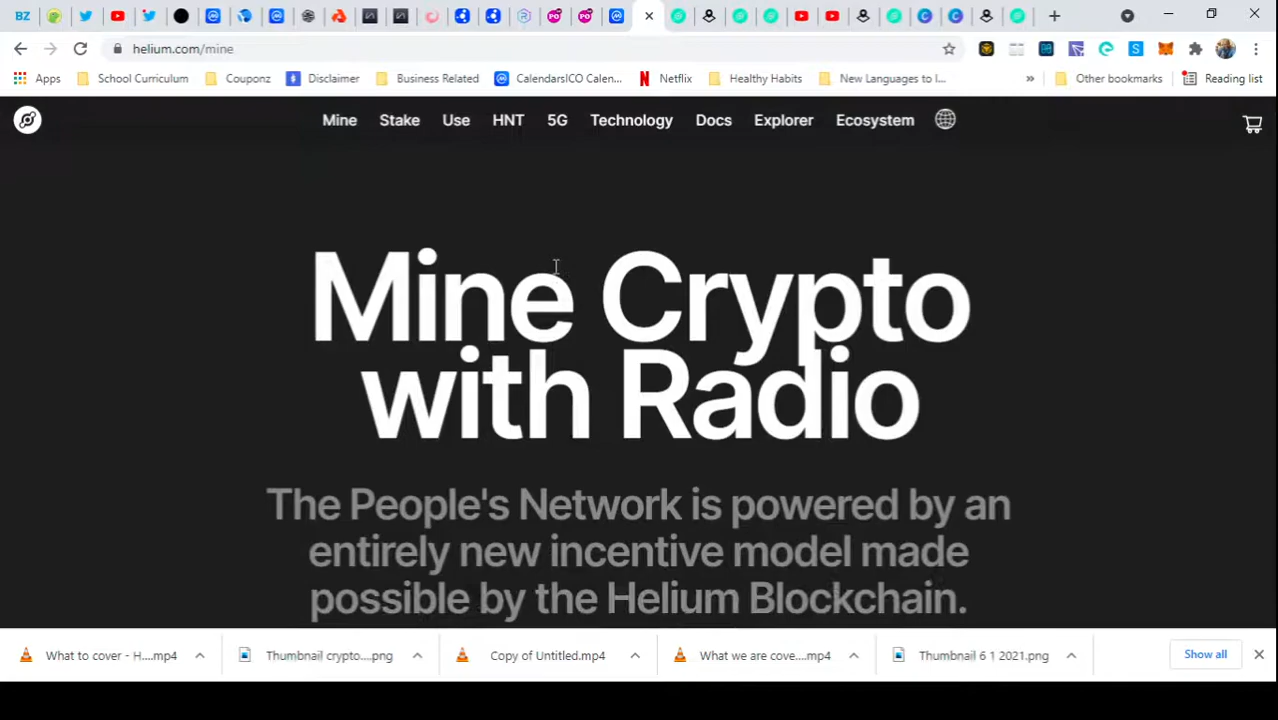 helium.com/mine
Apps School Curriculum Couponz Disclaimer Business Related CalendarsICO Calen... Netflix Healthy Habits New Languages to l... » Other bookmarks Reading list
Mine Stake Use HNT 5G Technology Docs Explorer Ecosystem
Mine Crypto
with Radio
The People's Network is powered by an
entirely new incentive model made
possible by the Helium Blockchain.
What to cover - H....mp4 Thumbnail crypto....png Copy of Untitled.mp4 What we are cove....mp4 Thumbnail 6 1 2021.png Show all